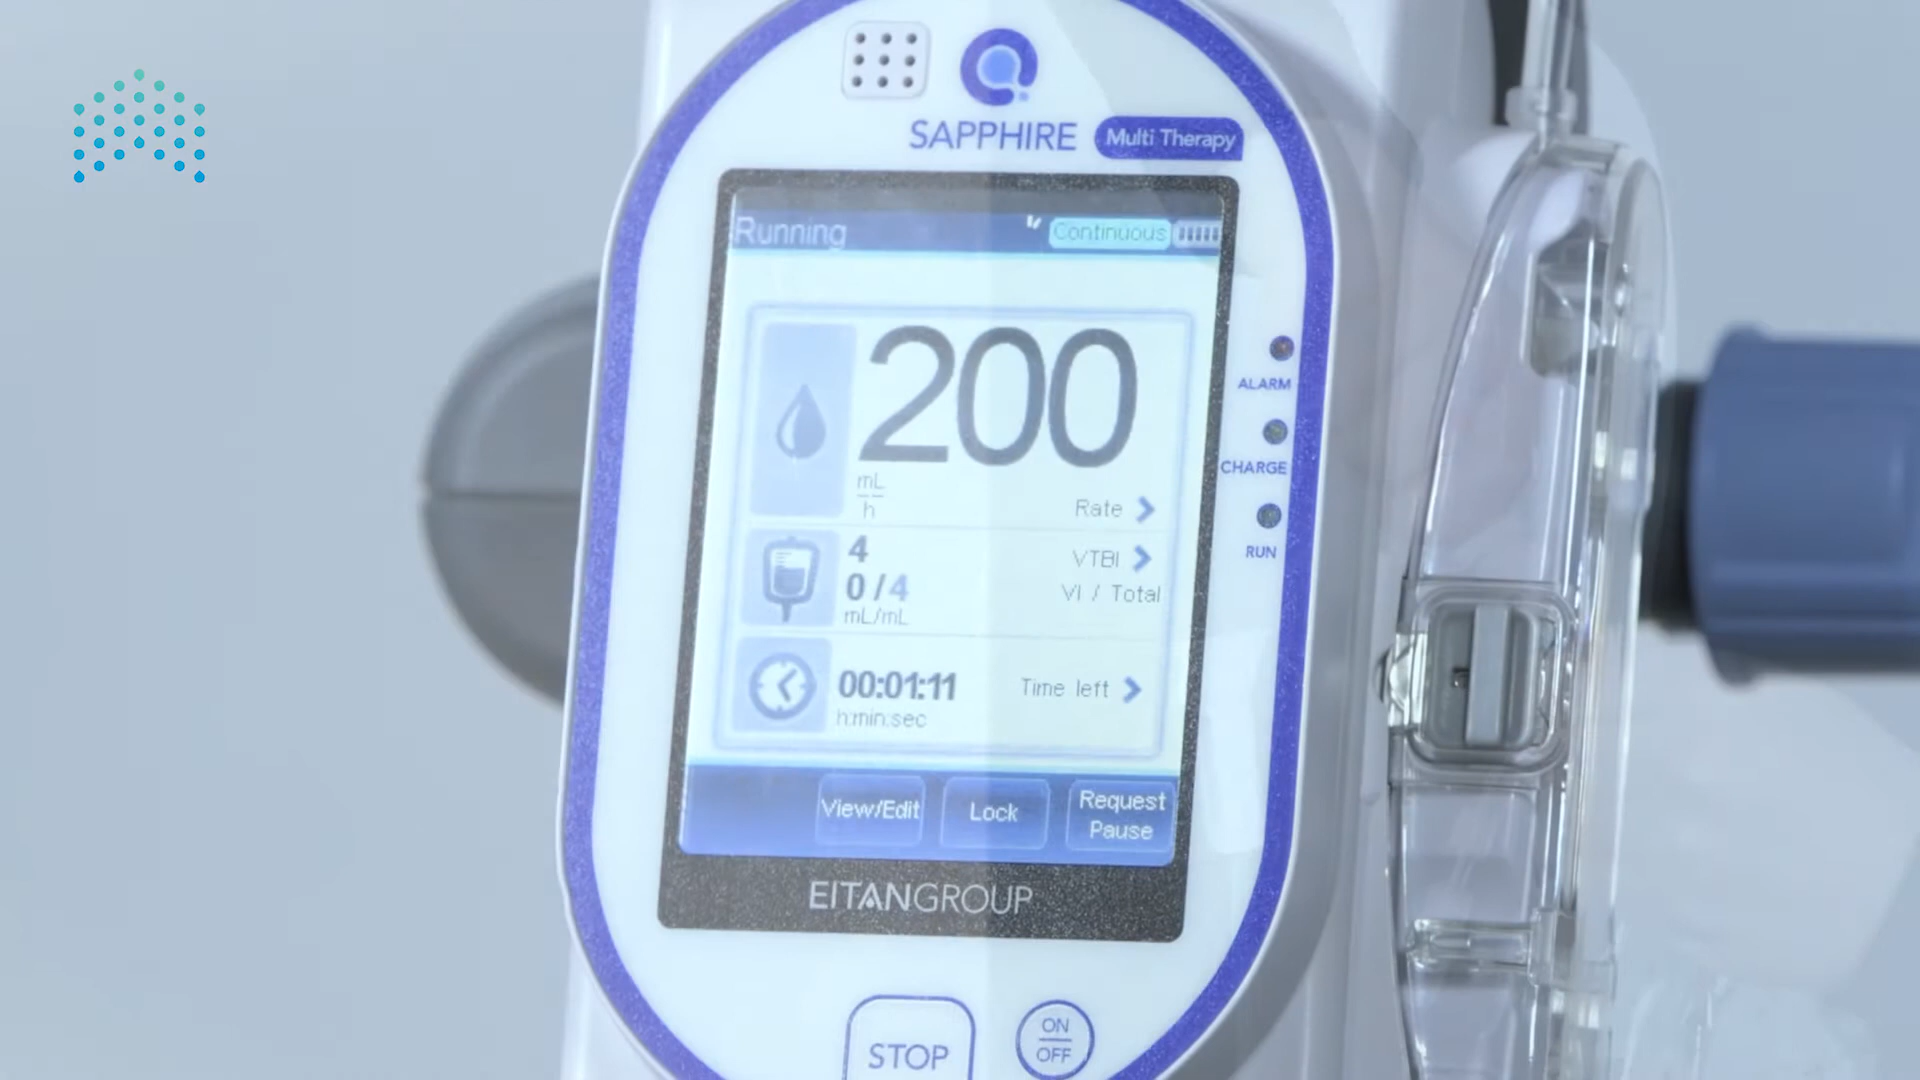 SAPPHIRE Multi Therapy
Running Continuous
200
mL
h
Rate
ALARM
CHARGE
RUN
4 VTBI
0 / 4 VI / Total
mL/mL
00:01:11 Time left
h:min:sec
View/Edit Lock Request
Pause
EITANGROUP
STOP
ON
OFF